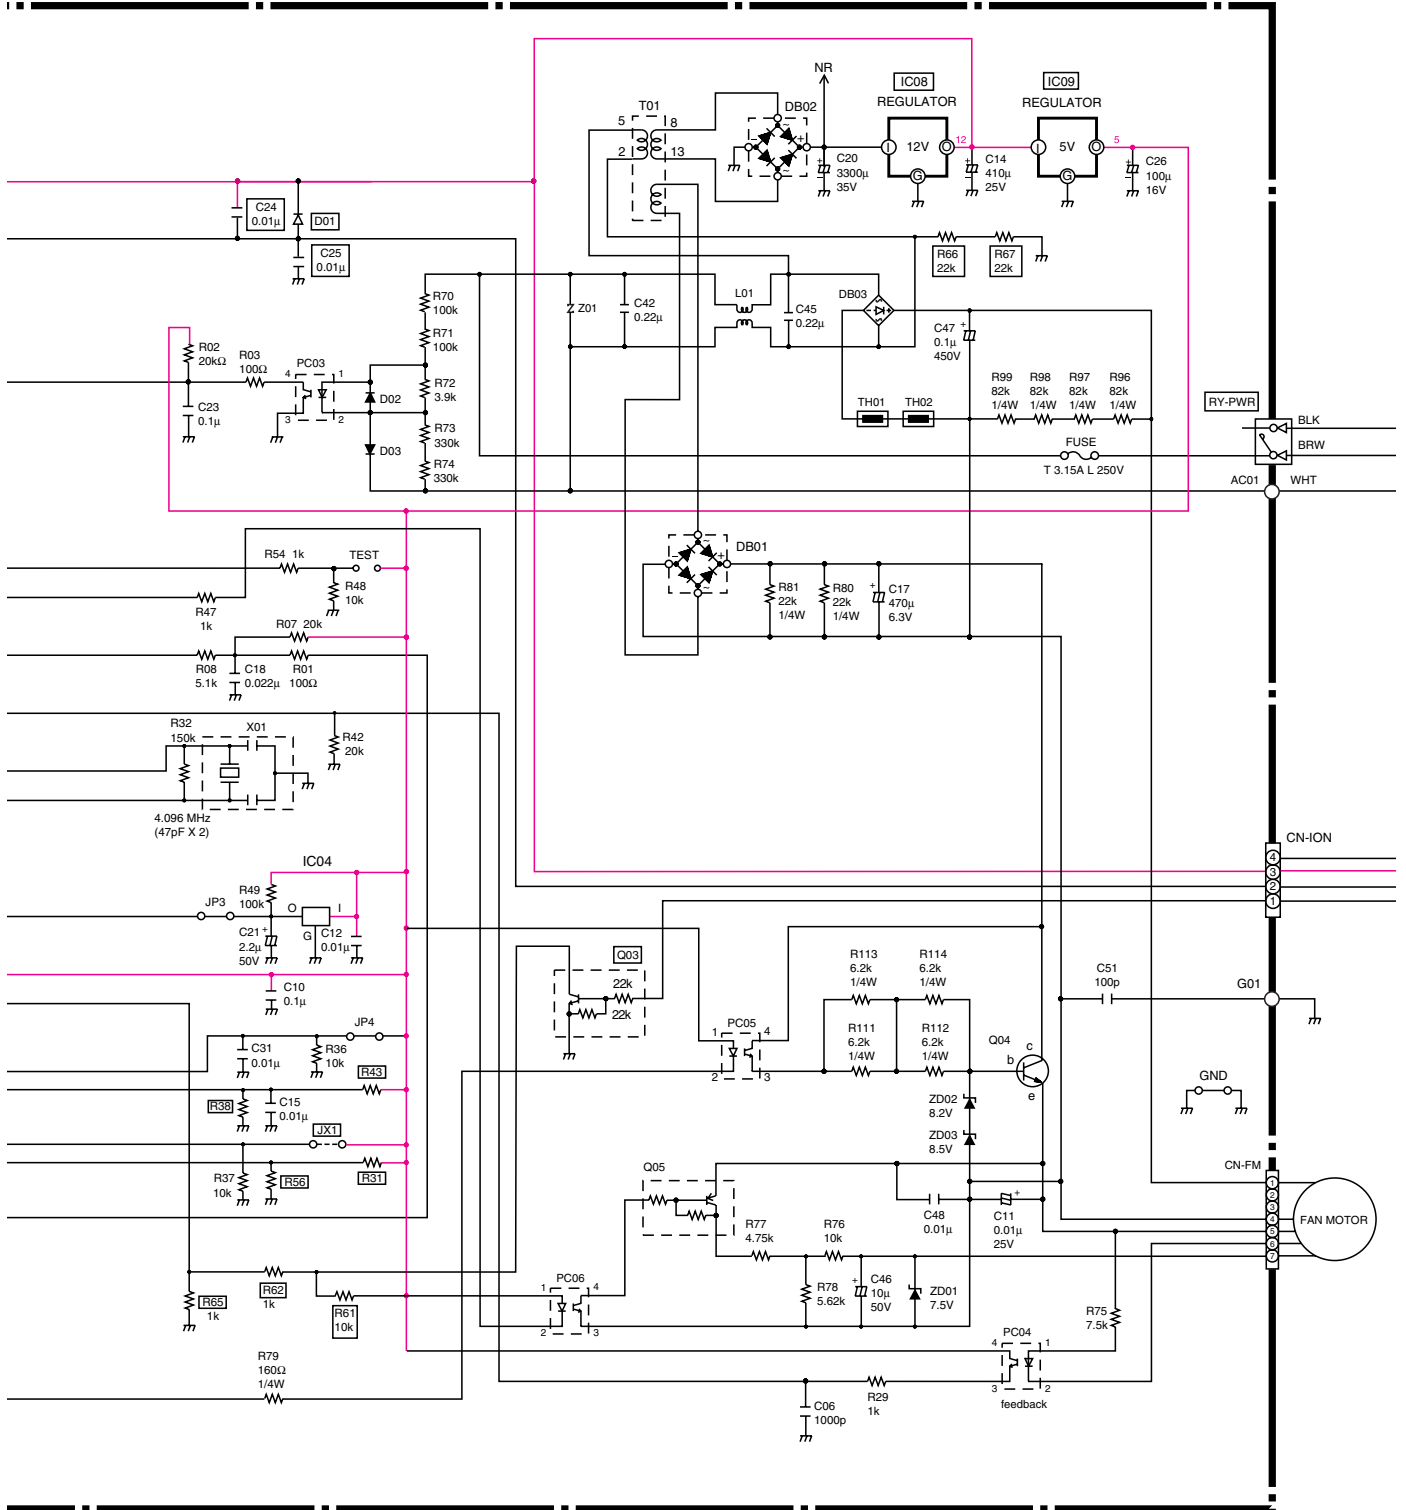 NR
IC08
REGULATOR
IC09
REGULATOR
T01
DB02
5
8
2
13
~
~
−
+
I
12V
O
G
12
I
5V
O
G
5
+
−
C20
3300µ
35V
+
−
C14
410µ
25V
+
−
C26
100µ
16V
C24
0.01µ
D01
C25
0.01µ
R66
22k
R67
22k
R70
100k
R71
100k
R72
3.9k
R73
330k
R74
330k
Z01
C42
0.22µ
L01
C45
0.22µ
DB03
−
+
C47
0.1µ
450V
+
R02
20kΩ
R03
100Ω
PC03
4
1
3
2
C23
0.1µ
D02
D03
TH01
TH02
R99
82k
1/4W
R98
82k
1/4W
R97
82k
1/4W
R96
82k
1/4W
FUSE
T 3.15A L 250V
RY-PWR
BLK
BRW
AC01
WHT
R54 1k
TEST
R48
10k
R47
1k
R07 20k
R08
5.1k
C18
0.022µ
R01
100Ω
DB01
~
~
−
+
R81
22k
1/4W
R80
22k
1/4W
+
C17
470µ
6.3V
R32
150k
X01
R42
20k
4.096 MHz
(47pF X 2)
IC04
R49
100k
JP3
O
I
G
C21
2.2µ
50V
+
C12
0.01µ
C10
0.1µ
JP4
C31
0.01µ
R36
10k
R43
R38
C15
0.01µ
JX1
R37
10k
R56
R31
CN-ION
4
3
2
1
Q03
22k
22k
PC05
1
4
2
3
R113
6.2k
1/4W
R114
6.2k
1/4W
R111
6.2k
1/4W
R112
6.2k
1/4W
Q04
c
b
e
C51
100p
G01
GND
ZD02
8.2V
ZD03
8.5V
Q05
C48
0.01µ
+
C11
0.01µ
25V
CN-FM
1
2
3
4
5
6
7
FAN MOTOR
R77
4.75k
R76
10k
R78
5.62k
+
C46
10µ
50V
ZD01
7.5V
R65
1k
R62
1k
R61
10k
PC06
1
4
2
3
R75
7.5k
PC04
4
1
3
2
feedback
R79
160Ω
1/4W
C06
1000p
R29
1k